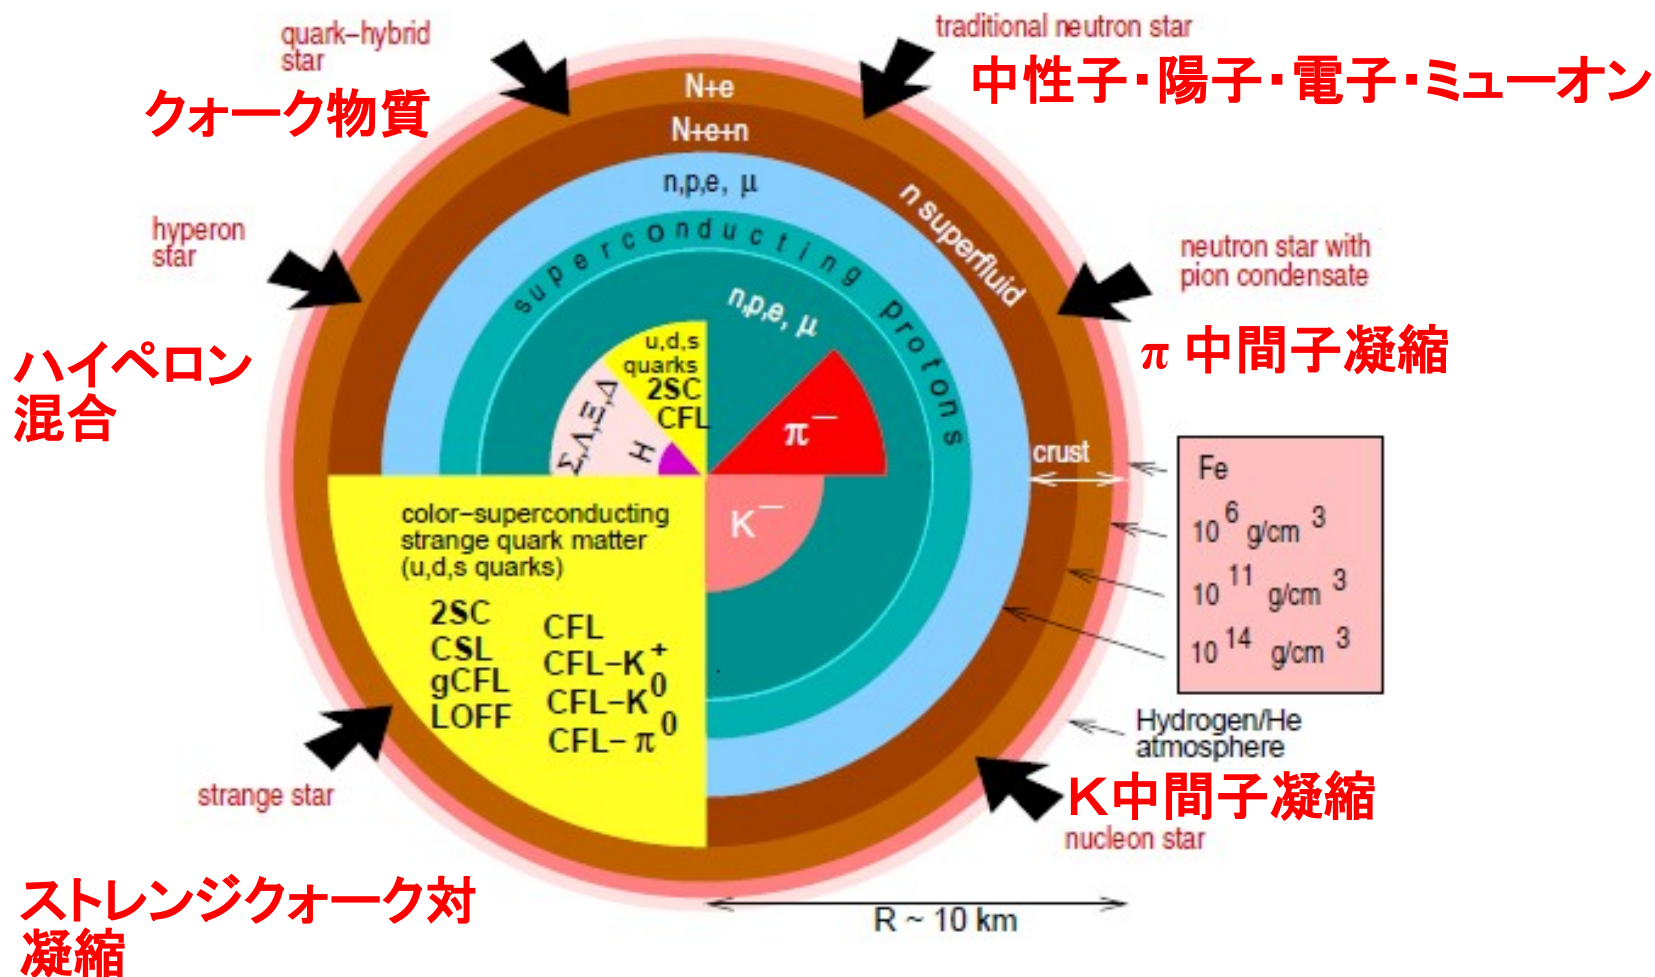 quark–hybrid
star
クォーク物質
traditional neutron star
中性子・陽子・電子・ミューオン
N+e
N+e+n
n,p,e, μ
n superfluid
superconducting protons
n,p,e, μ
hyperon
star
ハイペロン
混合
neutron star with
pion condensate
π 中間子凝縮
u,d,s
quarks
2SC
CFL
Σ,Λ,Ξ,Δ
H
π⁻
K⁻
crust
Fe
10⁶ g/cm³
10¹¹ g/cm³
10¹⁴ g/cm³
Hydrogen/He
atmosphere
color–superconducting
strange quark matter
(u,d,s quarks)
2SC
CSL
gCFL
LOFF
CFL
CFL–K⁺
CFL–K⁰
CFL–π⁰
strange star
ストレンジクォーク対
凝縮
K中間子凝縮
nucleon star
R ~ 10 km